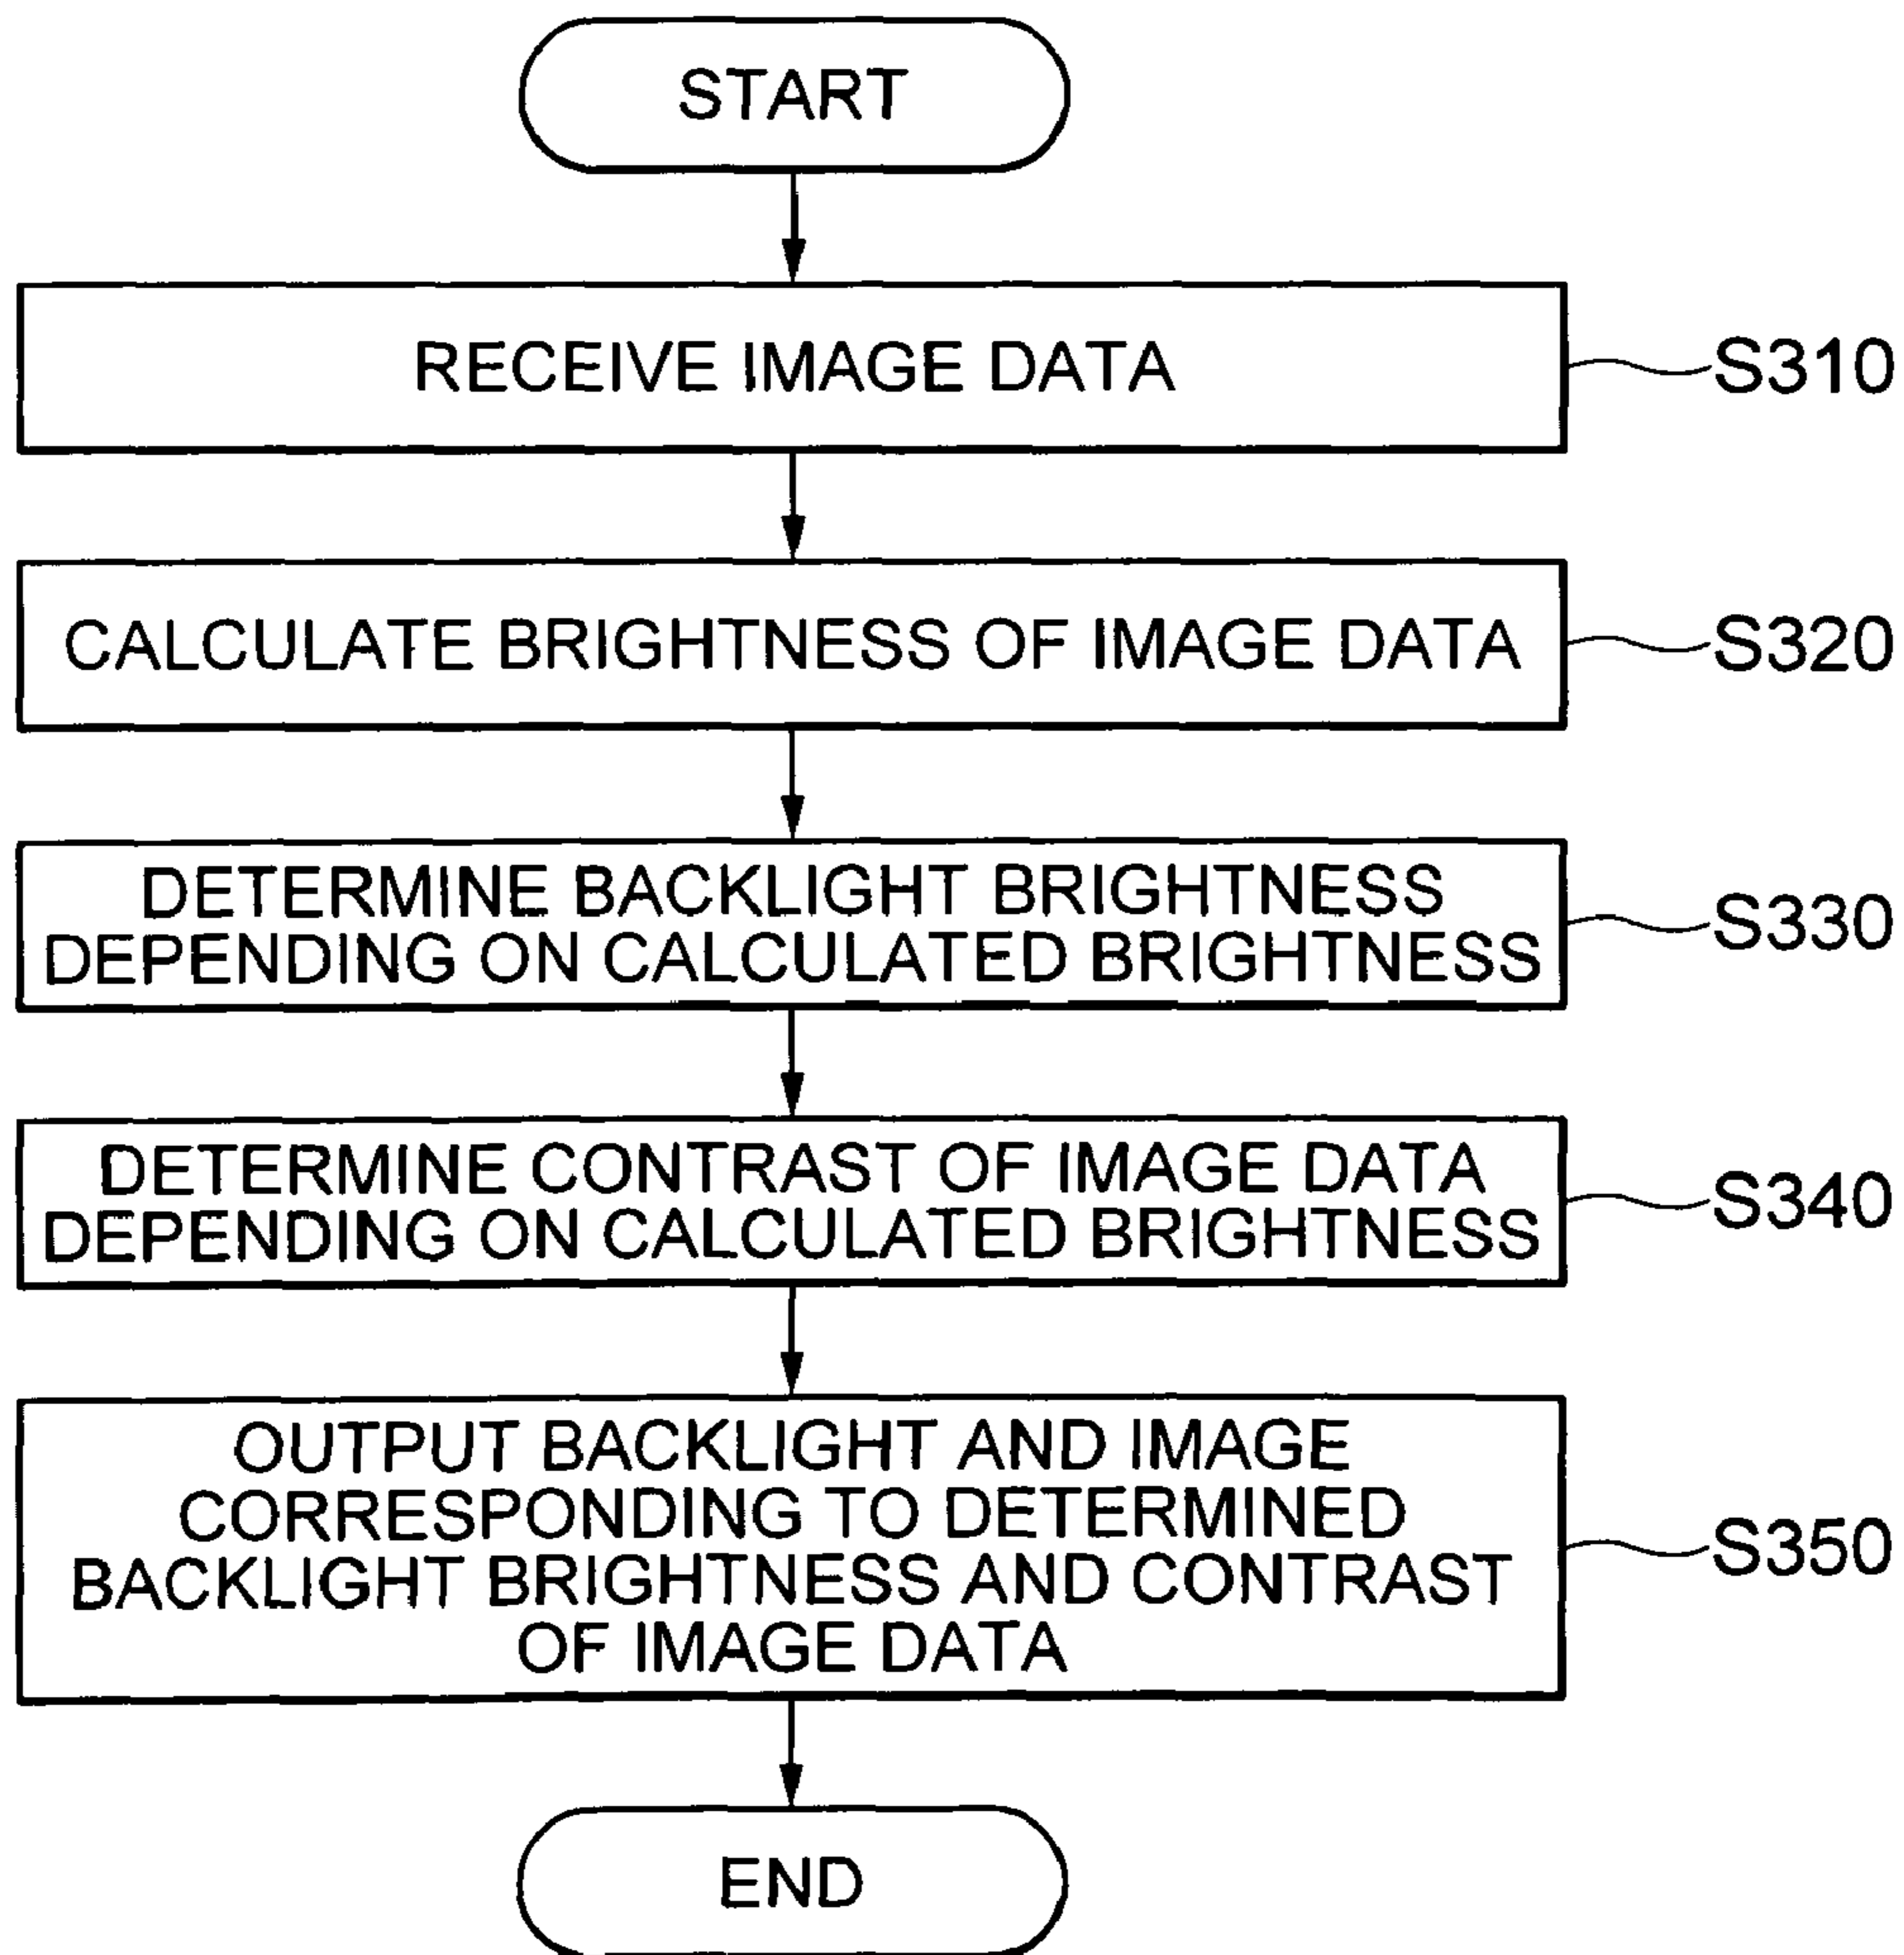 START
RECEIVE IMAGE DATA
S310
CALCULATE BRIGHTNESS OF IMAGE DATA
S320
DETERMINE BACKLIGHT BRIGHTNESS
DEPENDING ON CALCULATED BRIGHTNESS
S330
DETERMINE CONTRAST OF IMAGE DATA
DEPENDING ON CALCULATED BRIGHTNESS
S340
OUTPUT BACKLIGHT AND IMAGE
CORRESPONDING TO DETERMINED
BACKLIGHT BRIGHTNESS AND CONTRAST
OF IMAGE DATA
S350
END